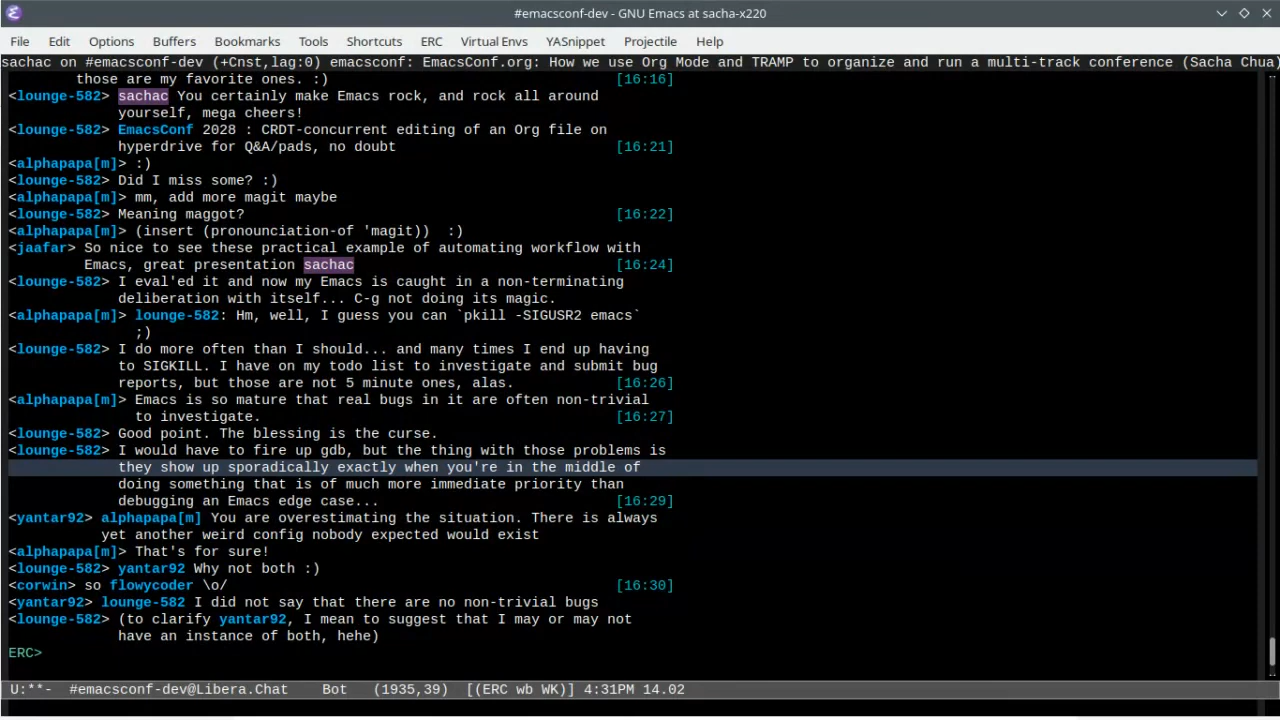 #emacsconf-dev - GNU Emacs at sacha-x220
File Edit Options Buffers Bookmarks Tools Shortcuts ERC Virtual Envs YASnippet Projectile Help
sachac on #emacsconf-dev (+Cnst,lag:0) emacsconf: EmacsConf.org: How we use Org Mode and TRAMP to organize and run a multi-track conference (Sacha Chua)
those are my favorite ones. :) [16:16]
<lounge-582> sachac You certainly make Emacs rock, and rock all around
yourself, mega cheers!
<lounge-582> EmacsConf 2028 : CRDT-concurrent editing of an Org file on
hyperdrive for Q&A/pads, no doubt [16:21]
<alphapapa[m]> :)
<lounge-582> Did I miss some? :)
<alphapapa[m]> mm, add more magit maybe
<lounge-582> Meaning maggot? [16:22]
<alphapapa[m]> (insert (pronounciation-of 'magit)) :)
<jaafar> So nice to see these practical example of automating workflow with
Emacs, great presentation sachac [16:24]
<lounge-582> I eval'ed it and now my Emacs is caught in a non-terminating
deliberation with itself... C-g not doing its magic.
<alphapapa[m]> lounge-582: Hm, well, I guess you can `pkill -SIGUSR2 emacs`
;)
<lounge-582> I do more often than I should... and many times I end up having
to SIGKILL. I have on my todo list to investigate and submit bug
reports, but those are not 5 minute ones, alas. [16:26]
<alphapapa[m]> Emacs is so mature that real bugs in it are often non-trivial
to investigate. [16:27]
<lounge-582> Good point. The blessing is the curse.
<lounge-582> I would have to fire up gdb, but the thing with those problems is
they show up sporadically exactly when you're in the middle of
doing something that is of much more immediate priority than
debugging an Emacs edge case... [16:29]
<yantar92> alphapapa[m] You are overestimating the situation. There is always
yet another weird config nobody expected would exist
<alphapapa[m]> That's for sure!
<lounge-582> yantar92 Why not both :)
<corwin> so flowycoder \o/ [16:30]
<yantar92> lounge-582 I did not say that there are no non-trivial bugs
<lounge-582> (to clarify yantar92, I mean to suggest that I may or may not
have an instance of both, hehe)
ERC>
U:**- #emacsconf-dev@Libera.Chat Bot (1935,39) [(ERC wb WK)] 4:31PM 14.02